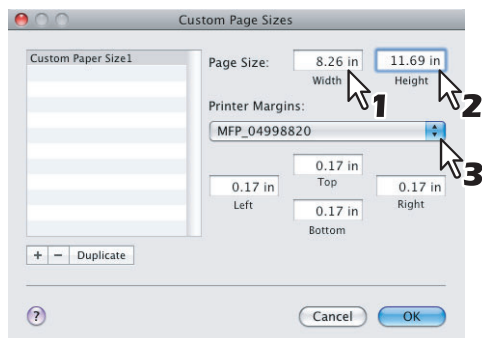 Custom Page Sizes
Custom Paper Size1
Page Size:
8.26 in
11.69 in
Width
Height
1
2
Printer Margins:
MFP_04998820
3
0.17 in
Top
0.17 in
0.17 in
Left
Right
0.17 in
Bottom
+ − Duplicate
?
Cancel
OK